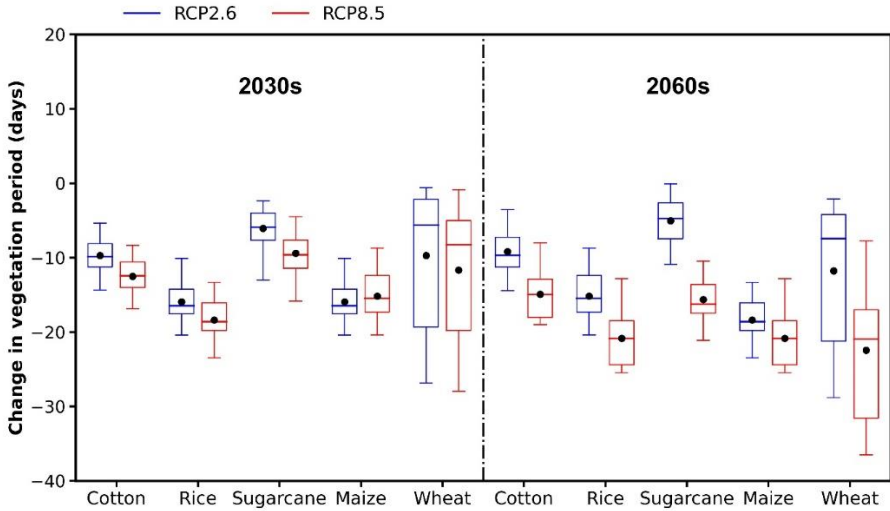 RCP2.6 RCP8.5
Change in vegetation period (days)
20
10
0
−10
−20
−30
−40
2030s 2060s
Cotton Rice Sugarcane Maize Wheat Cotton Rice Sugarcane Maize Wheat